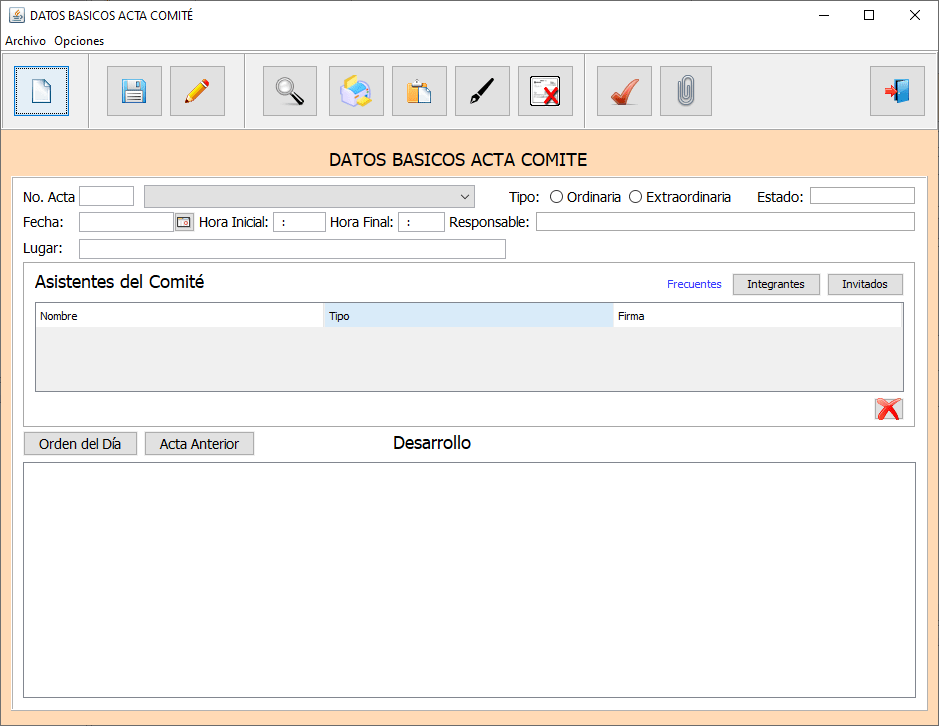 DATOS BASICOS ACTA COMITÉ
Archivo Opciones
DATOS BASICOS ACTA COMITE
No. Acta Tipo: Ordinaria Extraordinaria Estado:
Fecha: Hora Inicial: : Hora Final: : Responsable:
Lugar:
Asistentes del Comité Frecuentes Integrantes Invitados
Nombre Tipo Firma
Orden del Día Acta Anterior Desarrollo